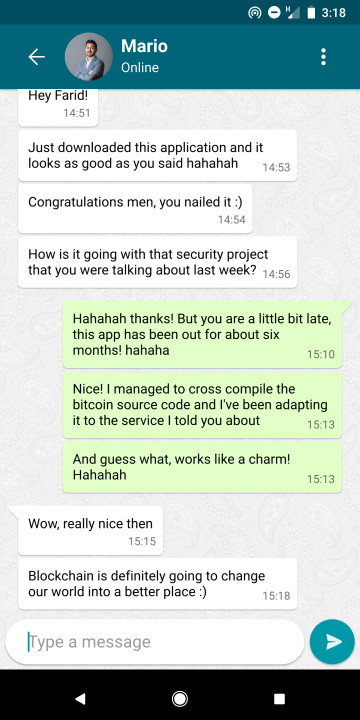 H
3:18
Mario
Online
Hey Farid!
14:51
Just downloaded this application and it
looks as good as you said hahahah
14:53
Congratulations men, you nailed it :)
14:54
How is it going with that security project
that you were talking about last week?
14:56
Hahahah thanks! But you are a little bit late,
this app has been out for about six
months! hahaha
15:10
Nice! I managed to cross compile the
bitcoin source code and I've been adapting
it to the service I told you about
15:13
And guess what, works like a charm!
Hahahah
15:13
Wow, really nice then
15:15
Blockchain is definitely going to change
our world into a better place :)
15:18
Type a message